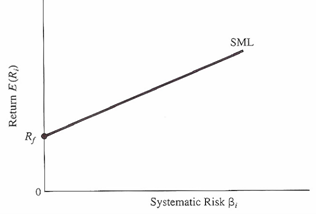 SML
Return E(Ri)
Rf
0
Systematic Risk βi